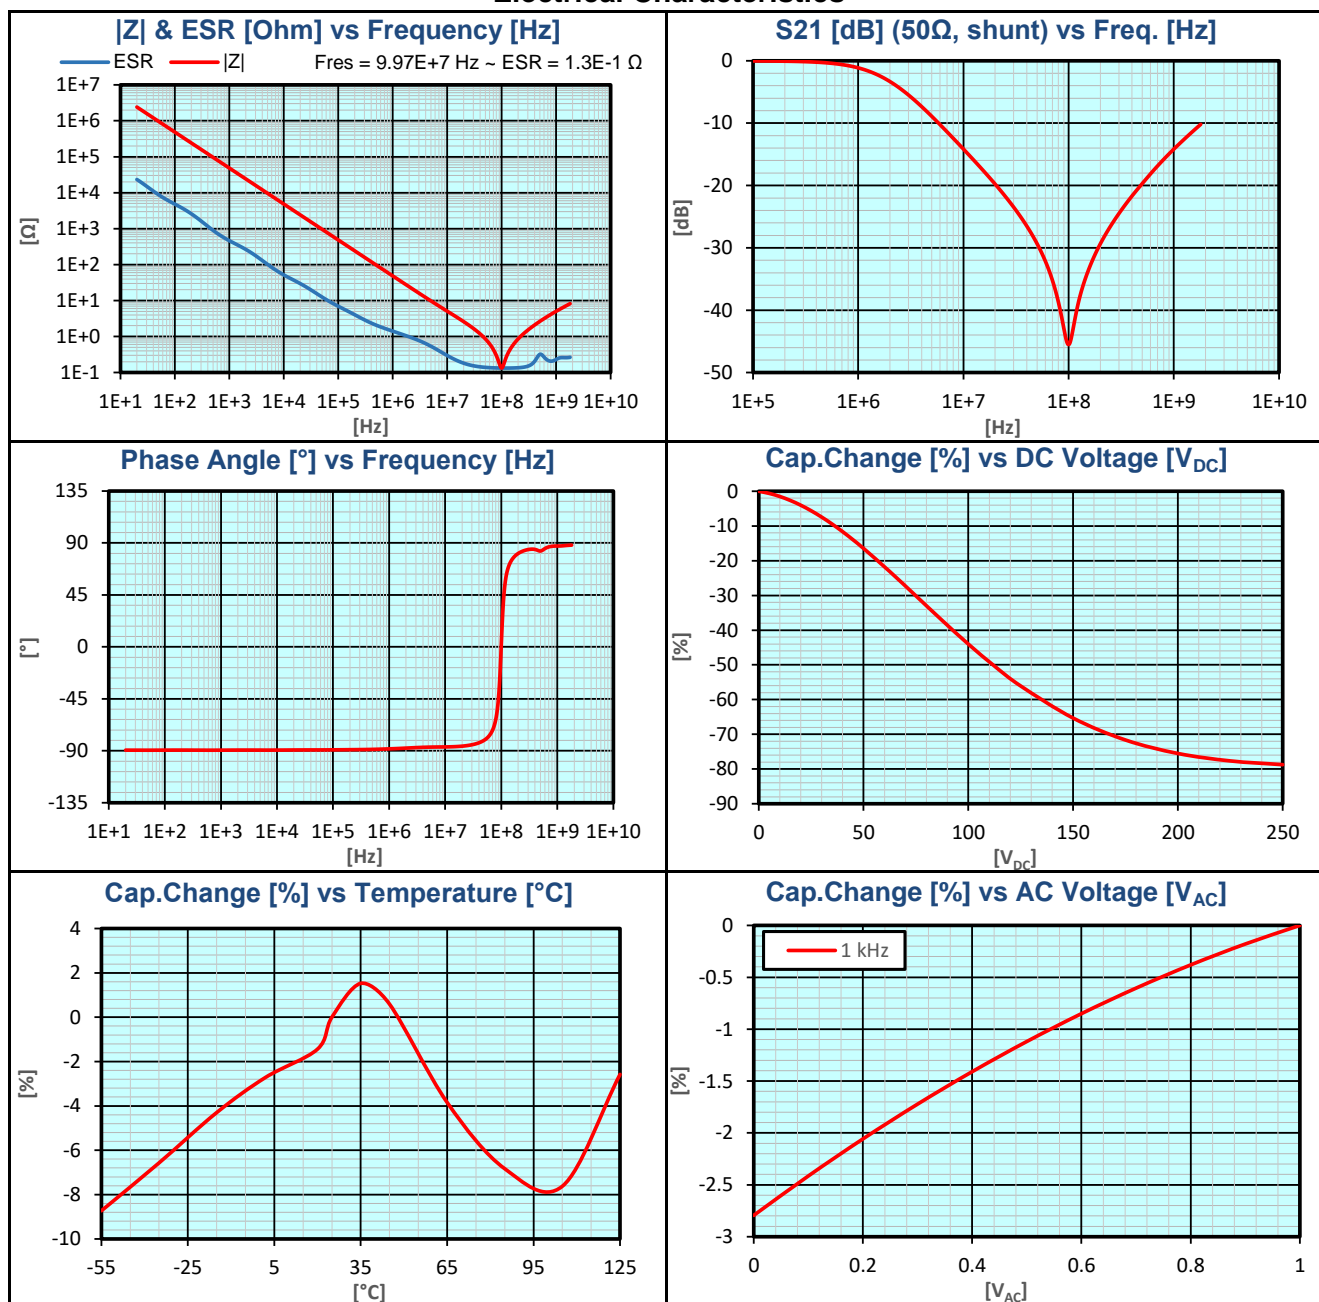 |Z| & ESR [Ohm] vs Frequency [Hz]
ESR |Z| Fres = 9.97E+7 Hz ~ ESR = 1.3E-1 Ω
1E+7
1E+6
1E+5
1E+4
1E+3
1E+2
1E+1
1E+0
1E-1
[Ω]
1E+1 1E+2 1E+3 1E+4 1E+5 1E+6 1E+7 1E+8 1E+9 1E+10
[Hz]
S21 [dB] (50Ω, shunt) vs Freq. [Hz]
0
-10
-20
-30
-40
-50
[dB]
1E+5 1E+6 1E+7 1E+8 1E+9 1E+10
[Hz]
Phase Angle [°] vs Frequency [Hz]
135
90
45
0
-45
-90
-135
[°]
1E+1 1E+2 1E+3 1E+4 1E+5 1E+6 1E+7 1E+8 1E+9 1E+10
[Hz]
Cap.Change [%] vs DC Voltage [VDC]
0
-10
-20
-30
-40
-50
-60
-70
-80
-90
[%]
0 50 100 150 200 250
[VDC]
Cap.Change [%] vs Temperature [°C]
4
2
0
-2
-4
-6
-8
-10
[%]
-55 -25 5 35 65 95 125
[°C]
Cap.Change [%] vs AC Voltage [VAC]
1 kHz
0
-0.5
-1
-1.5
-2
-2.5
-3
[%]
0 0.2 0.4 0.6 0.8 1
[VAC]